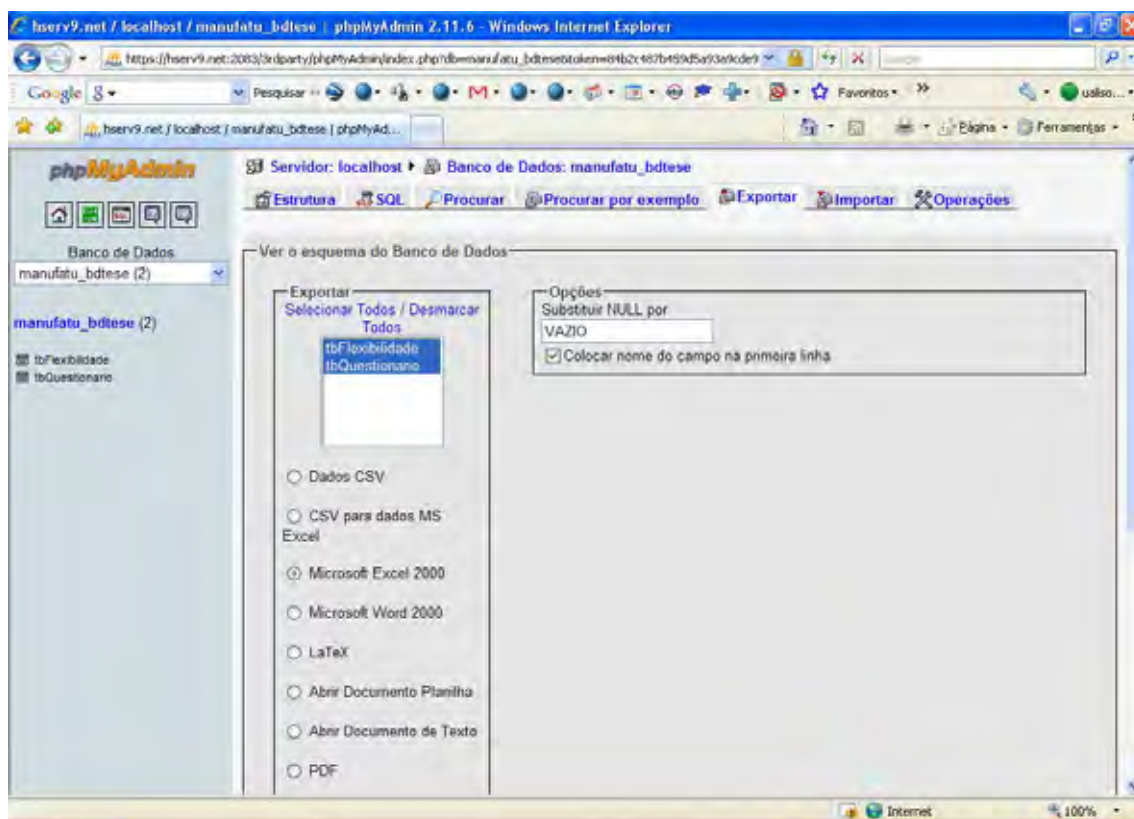 hserv9.net / localhost / manufatu_bdtese | phpMyAdmin 2.11.6 - Windows Internet Explorer
Google
Pesquisar
Favoritos
hserv9.net / localhost / manufatu_bdtese | phpMyAd...
Página
Ferramentas
phpMyAdmin
Servidor: localhost
Banco de Dados: manufatu_bdtese
Estrutura
SQL
Procurar
Procurar por exemplo
Exportar
Importar
Operações
Banco de Dados
manufatu_bdtese (2)
manufatu_bdtese (2)
tbFlexibilidade
tbQuestionario
Ver o esquema do Banco de Dados
Exportar
Selecionar Todos / Desmarcar
Todos
tbFlexibilidade
tbQuestionario
Dados CSV
CSV para dados MS
Excel
Microsoft Excel 2000
Microsoft Word 2000
LaTeX
Abrir Documento Planilha
Abrir Documento de Texto
PDF
Opções
Substituir NULL por
VAZIO
Colocar nome do campo na primeira linha
Internet
100%